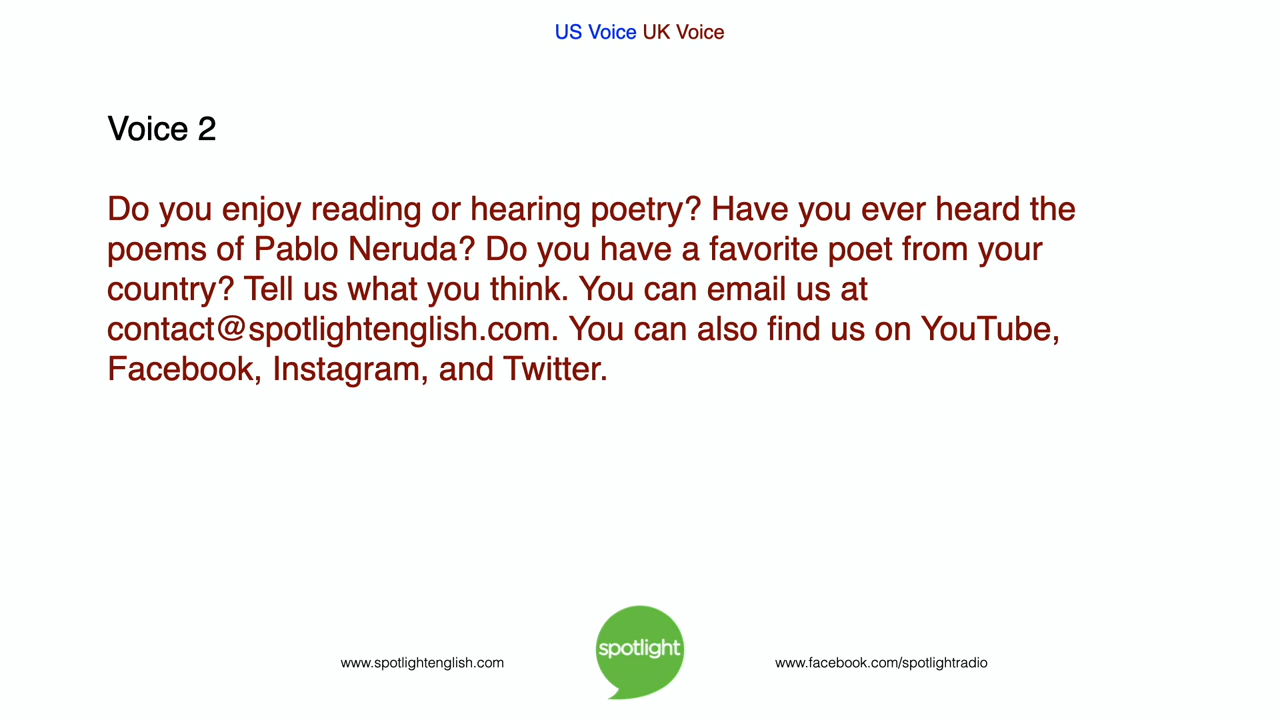 US Voice UK Voice
Voice 2
Do you enjoy reading or hearing poetry? Have you ever heard the
poems of Pablo Neruda? Do you have a favorite poet from your
country? Tell us what you think. You can email us at
contact@spotlightenglish.com. You can also find us on YouTube,
Facebook, Instagram, and Twitter.
spotlight
www.spotlightenglish.com
www.facebook.com/spotlightradio